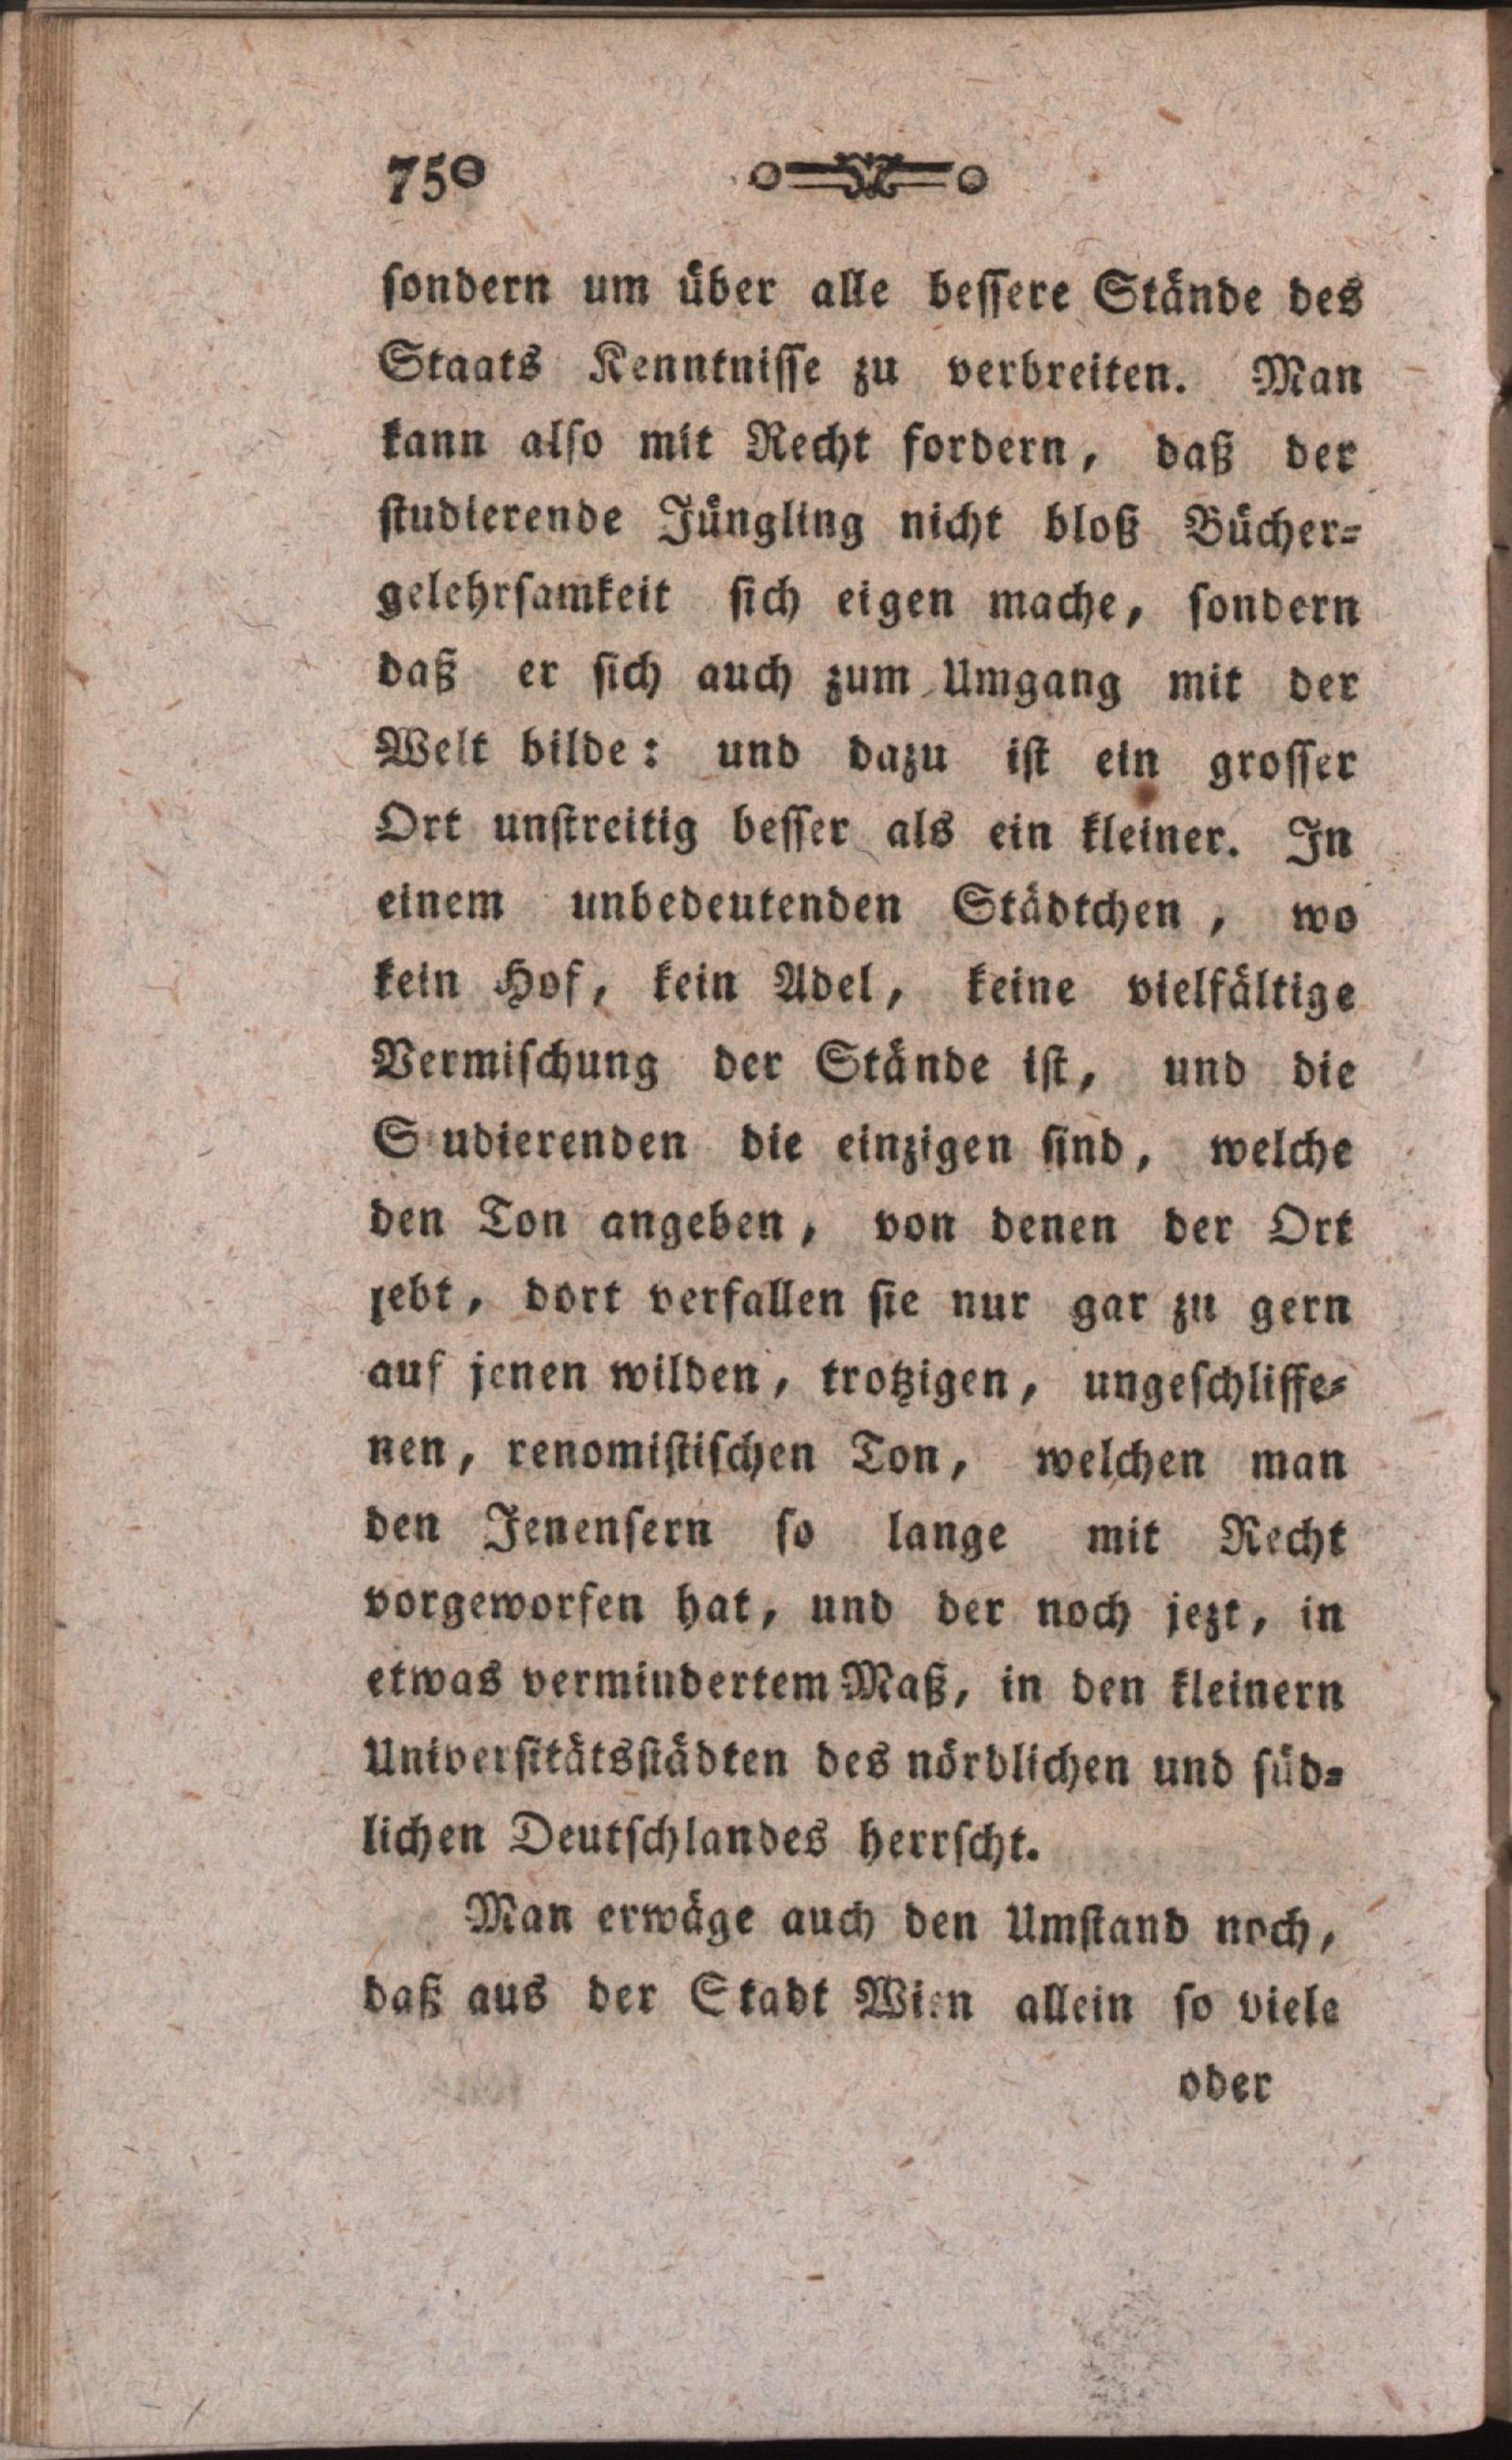 750
sondern um über alle bessere Stände des
Staats Kenntnisse zu verbreiten. Man
kann also mit Recht fordern, daß der
studierende Jüngling nicht bloß Bücher-
gelehrsamkeit sich eigen mache, sondern
daß er sich auch zum Umgang mit der
Welt bilde: und dazu ist ein grosser
Ort unstreitig besser als ein kleiner. In
einem unbedeutenden Städtchen, wo
kein Hof, kein Adel, keine vielfältige
Vermischung der Stände ist, und die
S udierenden die einzigen sind, welche
den Ton angeben, von denen der Ort
lebt, dort verfallen sie nur gar zu gern
auf jenen wilden, trotzigen, ungeschliffe-
nen, renomistischen Ton, welchen man
den Jenensern so lange mit Recht
vorgeworfen hat, und der noch jezt, in
etwas vermindertem Maß, in den kleinern
Universitätsstädten des nördlichen und süd-
lichen Deutschlandes herrscht.
Man erwäge auch den Umstand noch,
daß aus der Stadt Wien allein so viele
oder